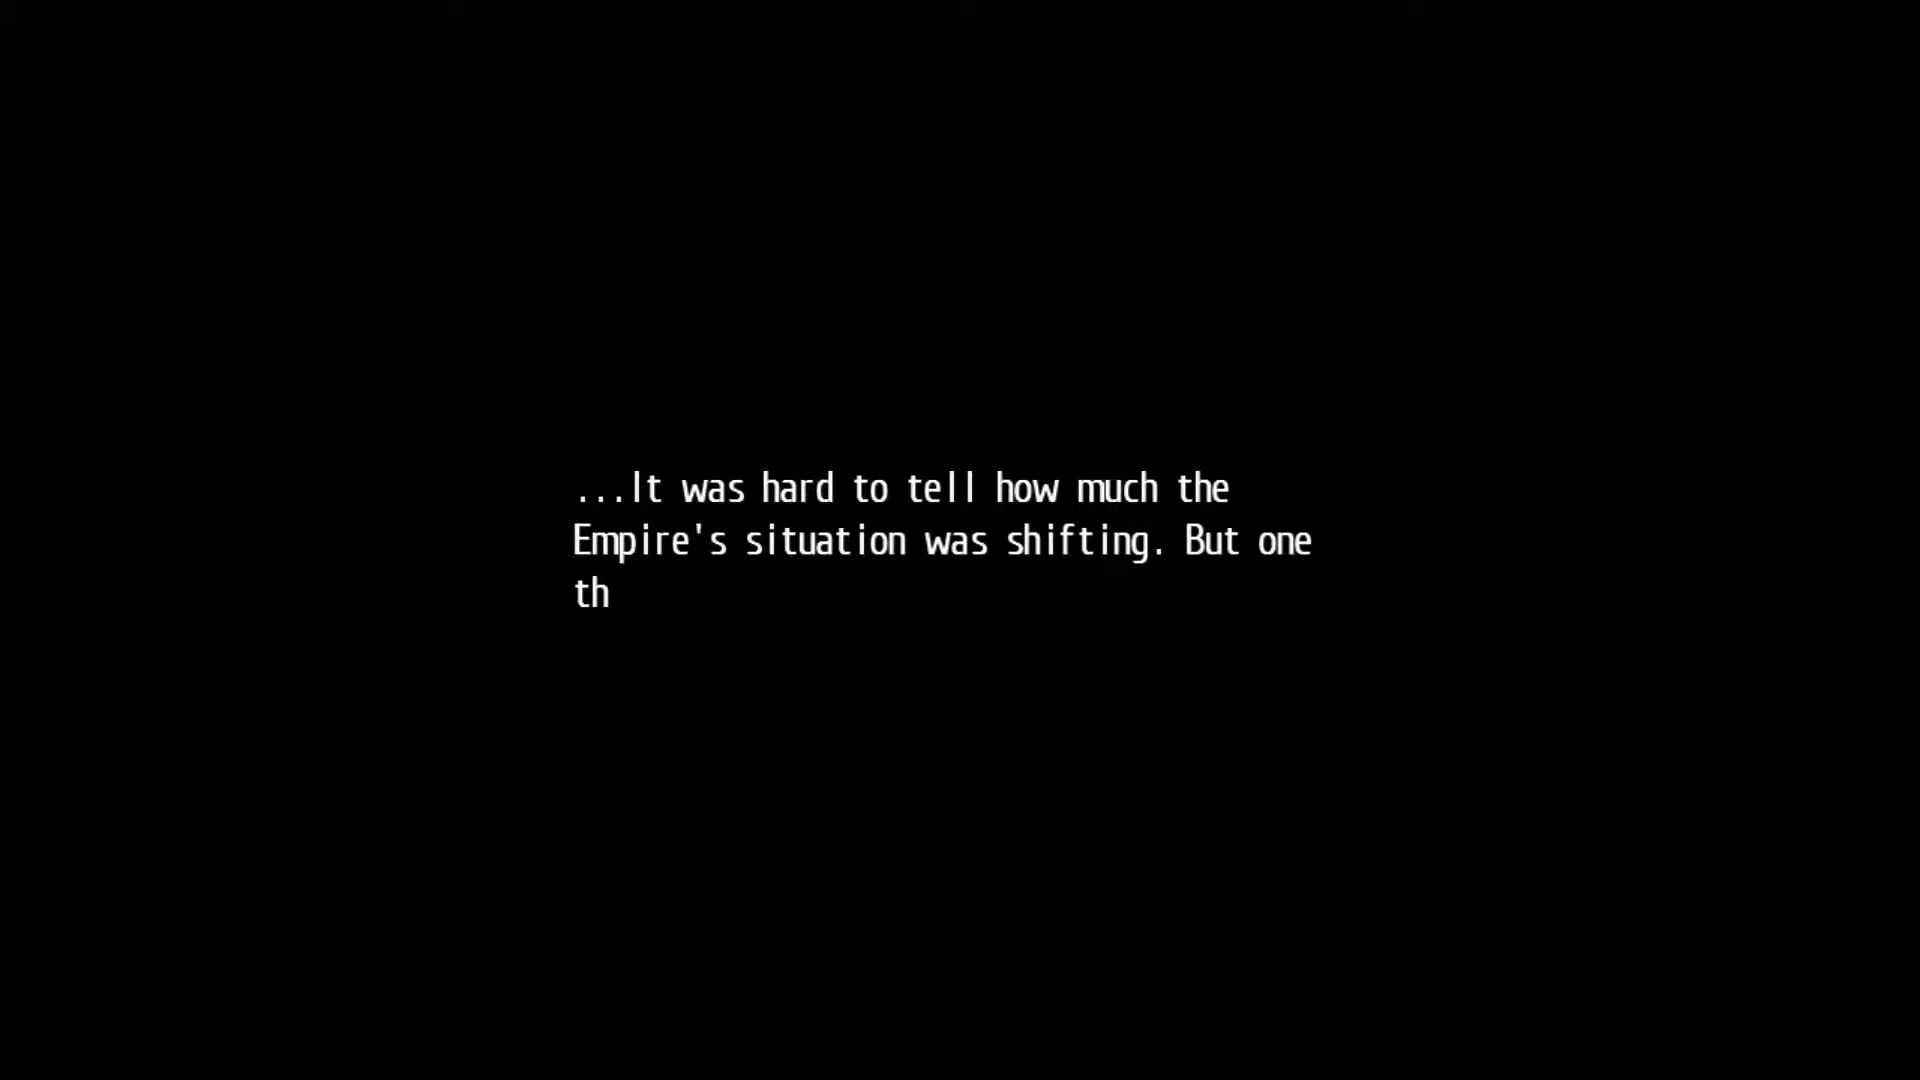 ...It was hard to tell how much the
Empire's situation was shifting. But one
th